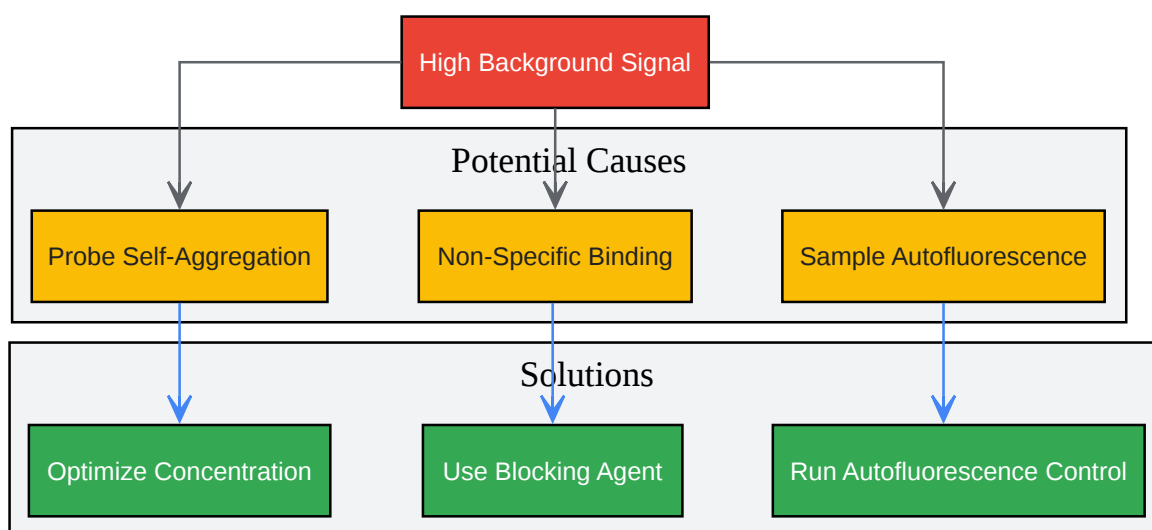 High Background Signal
Potential Causes
Probe Self-Aggregation
Non-Specific Binding
Sample Autofluorescence
Solutions
Optimize Concentration
Use Blocking Agent
Run Autofluorescence Control